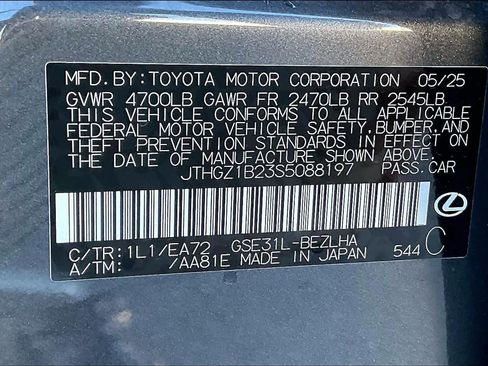 MFD.BY:TOYOTA MOTOR CORPORATION 05/25
GVWR 4700LB GAWR FR 2470LB RR 2545LB
THIS VEHICLE CONFORMS TO ALL APPLICABLE
FEDERAL MOTOR VEHICLE SAFETY,BUMPER,AND
THEFT PREVENTION STANDARDS IN EFFECT ON
THE DATE OF MANUFACTURE SHOWN ABOVE.
JTHGZ1B23S5088197 PASS.CAR
C/TR:1L1/EA72 GSE31L-BEZLHA C
A/TM: /AA81E MADE IN JAPAN 544